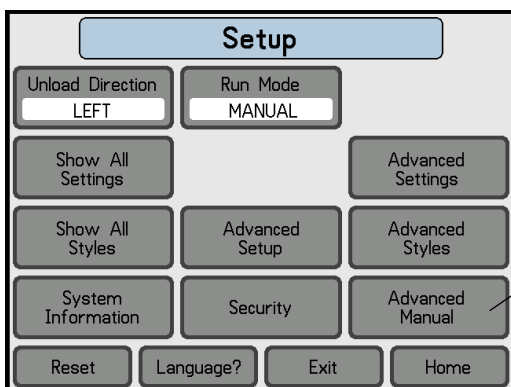 Setup
Unload Direction
LEFT
Run Mode
MANUAL
Show All
Settings
Advanced
Settings
Show All
Styles
Advanced
Setup
Advanced
Styles
System
Information
Security
Advanced
Manual
Reset
Language?
Exit
Home